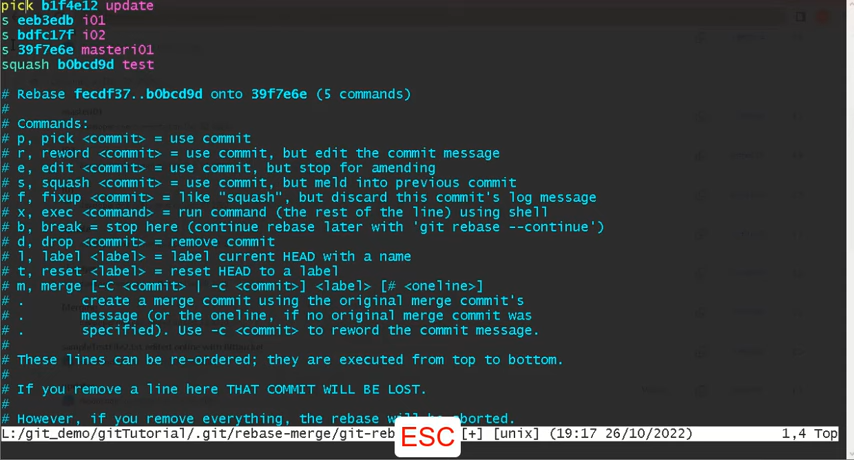 pick b1f4e12 update
s eeb3edb i01
s bdfc17f i02
s 39f7e6e masteri01
squash b0bcd9d test

# Rebase fecdf37..b0bcd9d onto 39f7e6e (5 commands)
#
# Commands:
# p, pick <commit> = use commit
# r, reword <commit> = use commit, but edit the commit message
# e, edit <commit> = use commit, but stop for amending
# s, squash <commit> = use commit, but meld into previous commit
# f, fixup <commit> = like "squash", but discard this commit's log message
# x, exec <command> = run command (the rest of the line) using shell
# b, break = stop here (continue rebase later with 'git rebase --continue')
# d, drop <commit> = remove commit
# l, label <label> = label current HEAD with a name
# t, reset <label> = reset HEAD to a label
# m, merge [-C <commit> | -c <commit>] <label> [# <oneline>]
# .       create a merge commit using the original merge commit's
# .       message (or the oneline, if no original merge commit was
# .       specified). Use -c <commit> to reword the commit message.
#
# These lines can be re-ordered; they are executed from top to bottom.
#
# If you remove a line here THAT COMMIT WILL BE LOST.
#
# However, if you remove everything, the rebase will be aborted.
L:/git_demo/gitTutorial/.git/rebase-merge/git-reb [+] [unix] (19:17 26/10/2022) 1,4 Top
ESC